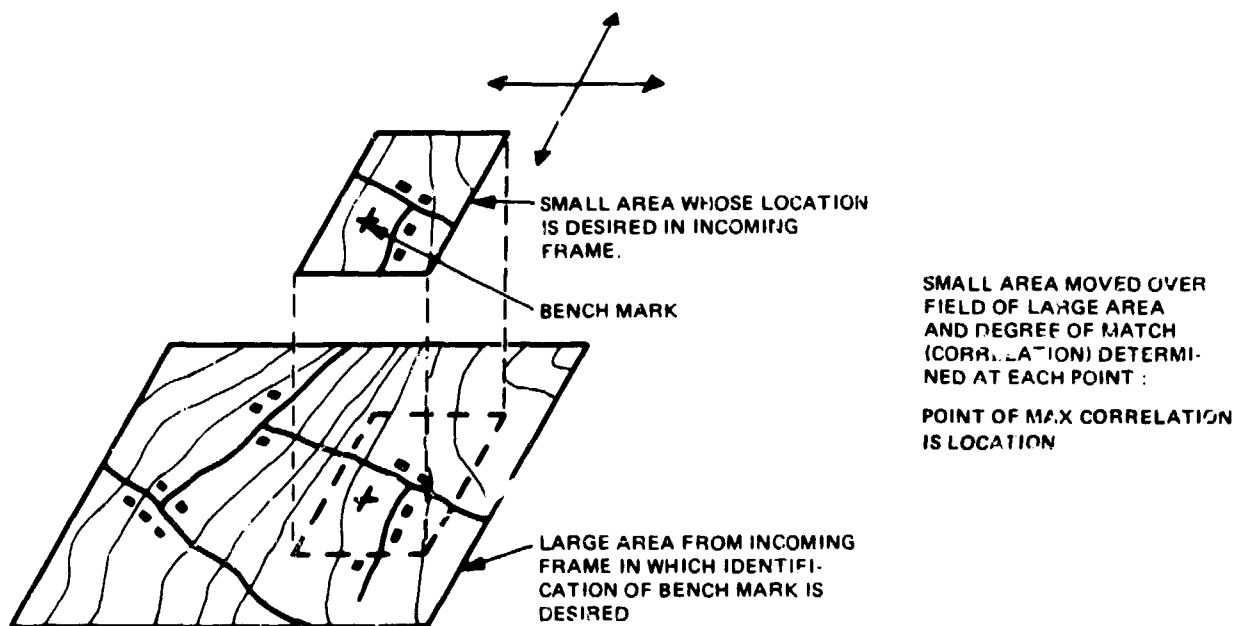 SMALL AREA WHOSE LOCATION
IS DESIRED IN INCOMING
FRAME.
BENCH MARK
SMALL AREA MOVED OVER
FIELD OF LARGE AREA
AND DEGREE OF MATCH
(CORRELATION) DETERMI-
NED AT EACH POINT :
POINT OF MAX CORRELATION
IS LOCATION
LARGE AREA FROM INCOMING
FRAME IN WHICH IDENTIFI-
CATION OF BENCH MARK IS
DESIRED